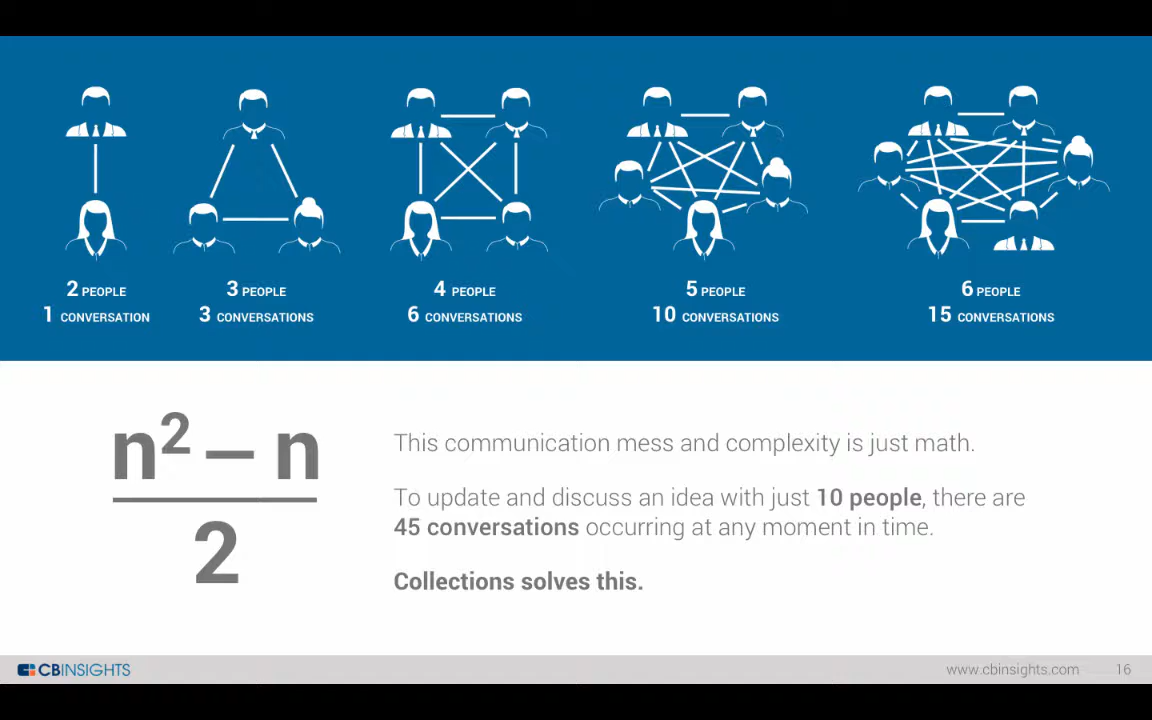 2 PEOPLE
1 CONVERSATION
3 PEOPLE
3 CONVERSATIONS
4 PEOPLE
6 CONVERSATIONS
5 PEOPLE
10 CONVERSATIONS
6 PEOPLE
15 CONVERSATIONS
n² – n
2
This communication mess and complexity is just math.
To update and discuss an idea with just 10 people, there are
45 conversations occurring at any moment in time.
Collections solves this.
CBINSIGHTS
www.cbinsights.com 16